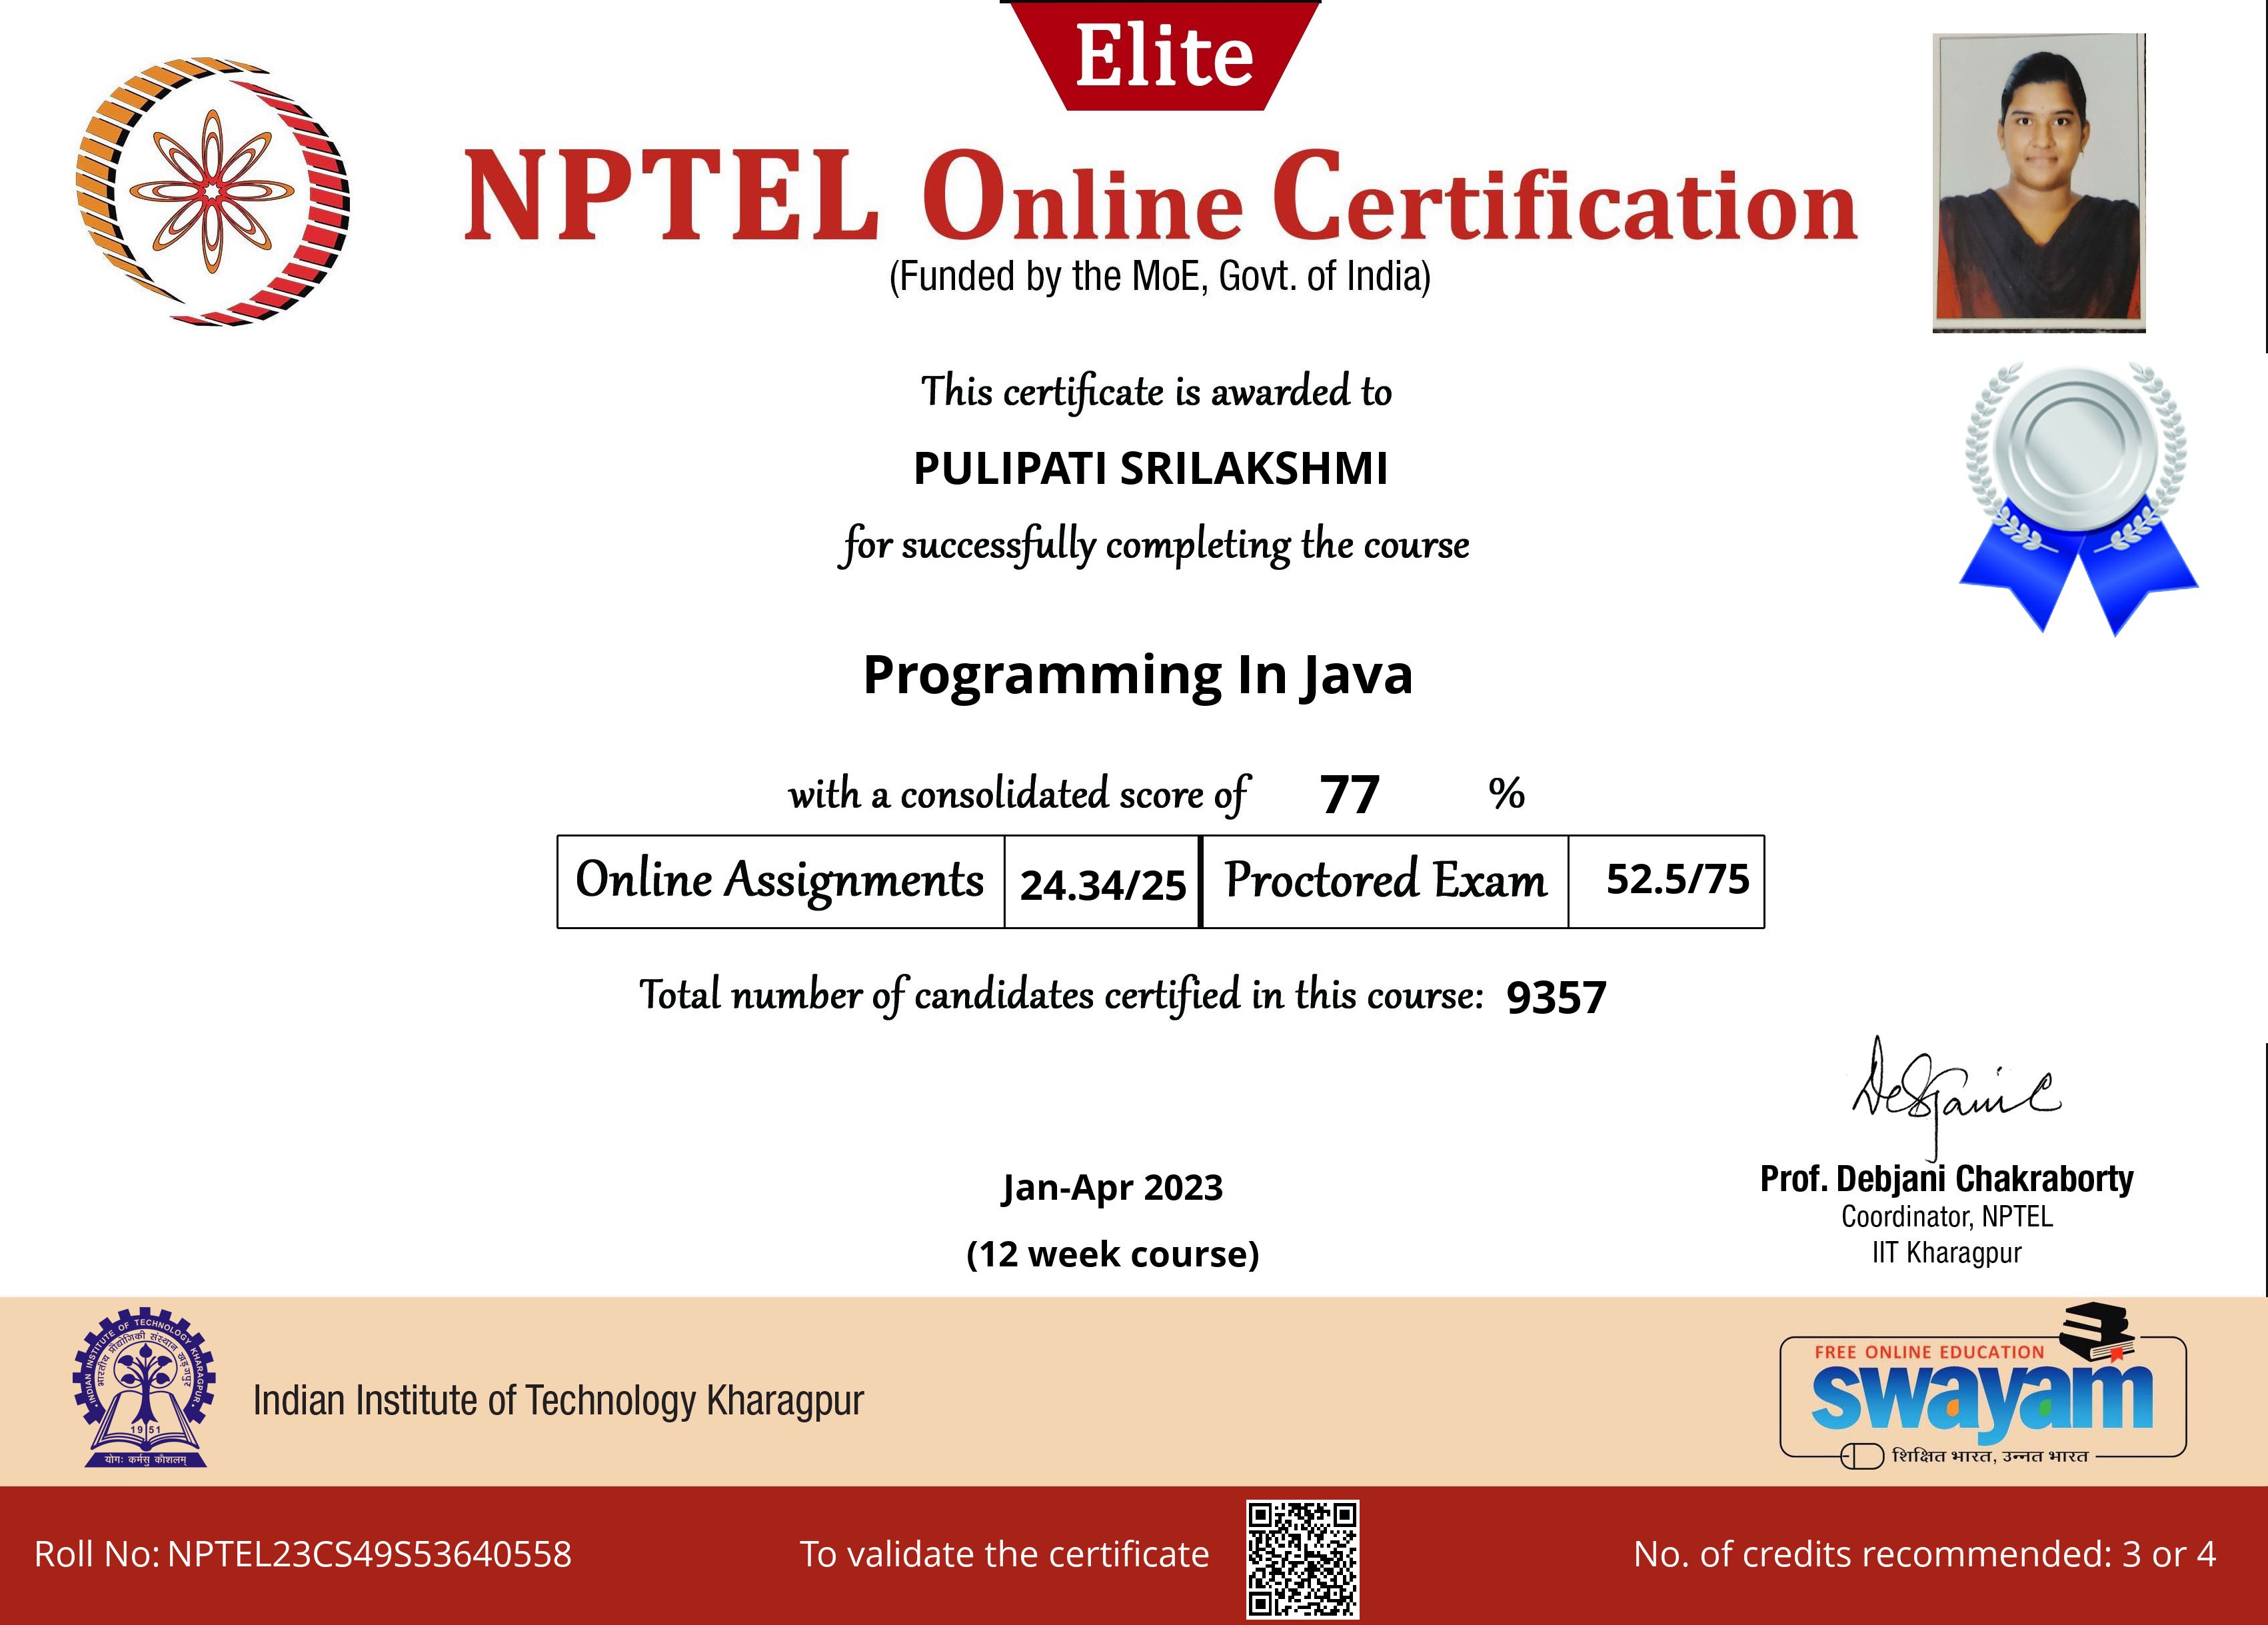 Elite
NPTEL Online Certification
(Funded by the MoE, Govt. of India)
This certificate is awarded to
PULIPATI SRILAKSHMI
for successfully completing the course
Programming In Java
with a consolidated score of 77 %
Online Assignments 24.34/25 Proctored Exam 52.5/75
Total number of candidates certified in this course: 9357
Prof. Debjani Chakraborty
Coordinator, NPTEL
IIT Kharagpur
Jan-Apr 2023
(12 week course)
INDIAN INSTITUTE OF TECHNOLOGY KHARAGPUR
भारतीय प्रौद्योगिकी संस्थान खड़गपुर
1951
योगः कर्मसु कौशलम्
Indian Institute of Technology Kharagpur
FREE ONLINE EDUCATION
swayam
शिक्षित भारत, उन्नत भारत
Roll No: NPTEL23CS49S53640558
To validate the certificate
No. of credits recommended: 3 or 4